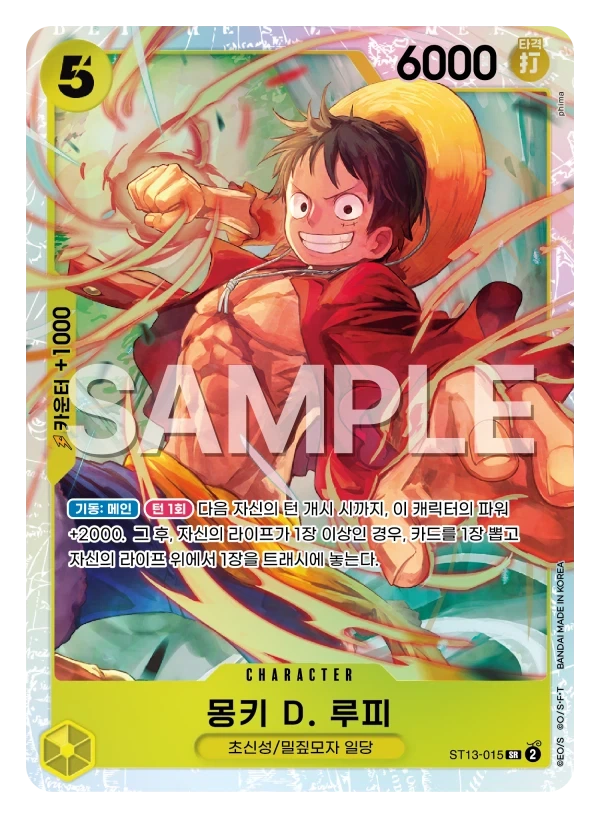 5
6000
타격
打
phima
카운터 +1000
SAMPLE
기동: 메인 턴 1회 다음 자신의 턴 개시 시까지, 이 캐릭터의 파워
+2000. 그 후, 자신의 라이프가 1장 이상인 경우, 카드를 1장 뽑고
자신의 라이프 위에서 1장을 트래시에 놓는다.
CHARACTER
몽키 D. 루피
초신성/밀짚모자 일당
ST13-015 SR 2
©EO/S ©O/S·F·T BANDAI MADE IN KOREA